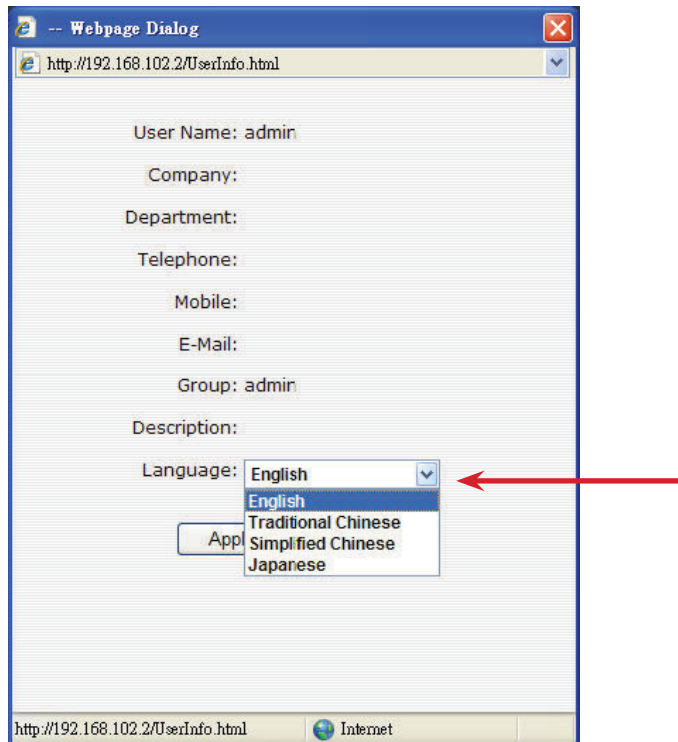 -- Webpage Dialog
http://192.168.102.2/UserInfo.html
User Name: admin
Company:
Department:
Telephone:
Mobile:
E-Mail:
Group: admin
Description:
Language: English
English
Traditional Chinese
Simplified Chinese
Japanese
Appl
http://192.168.102.2/UserInfo.html Internet